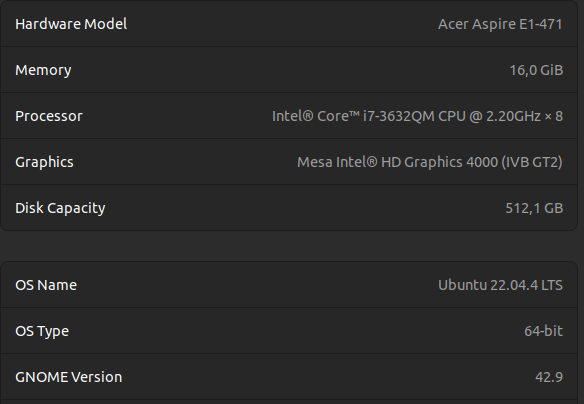 Hardware Model Acer Aspire E1-471
Memory 16,0 GiB
Processor Intel® Core™ i7-3632QM CPU @ 2.20GHz × 8
Graphics Mesa Intel® HD Graphics 4000 (IVB GT2)
Disk Capacity 512,1 GB
OS Name Ubuntu 22.04.4 LTS
OS Type 64-bit
GNOME Version 42.9